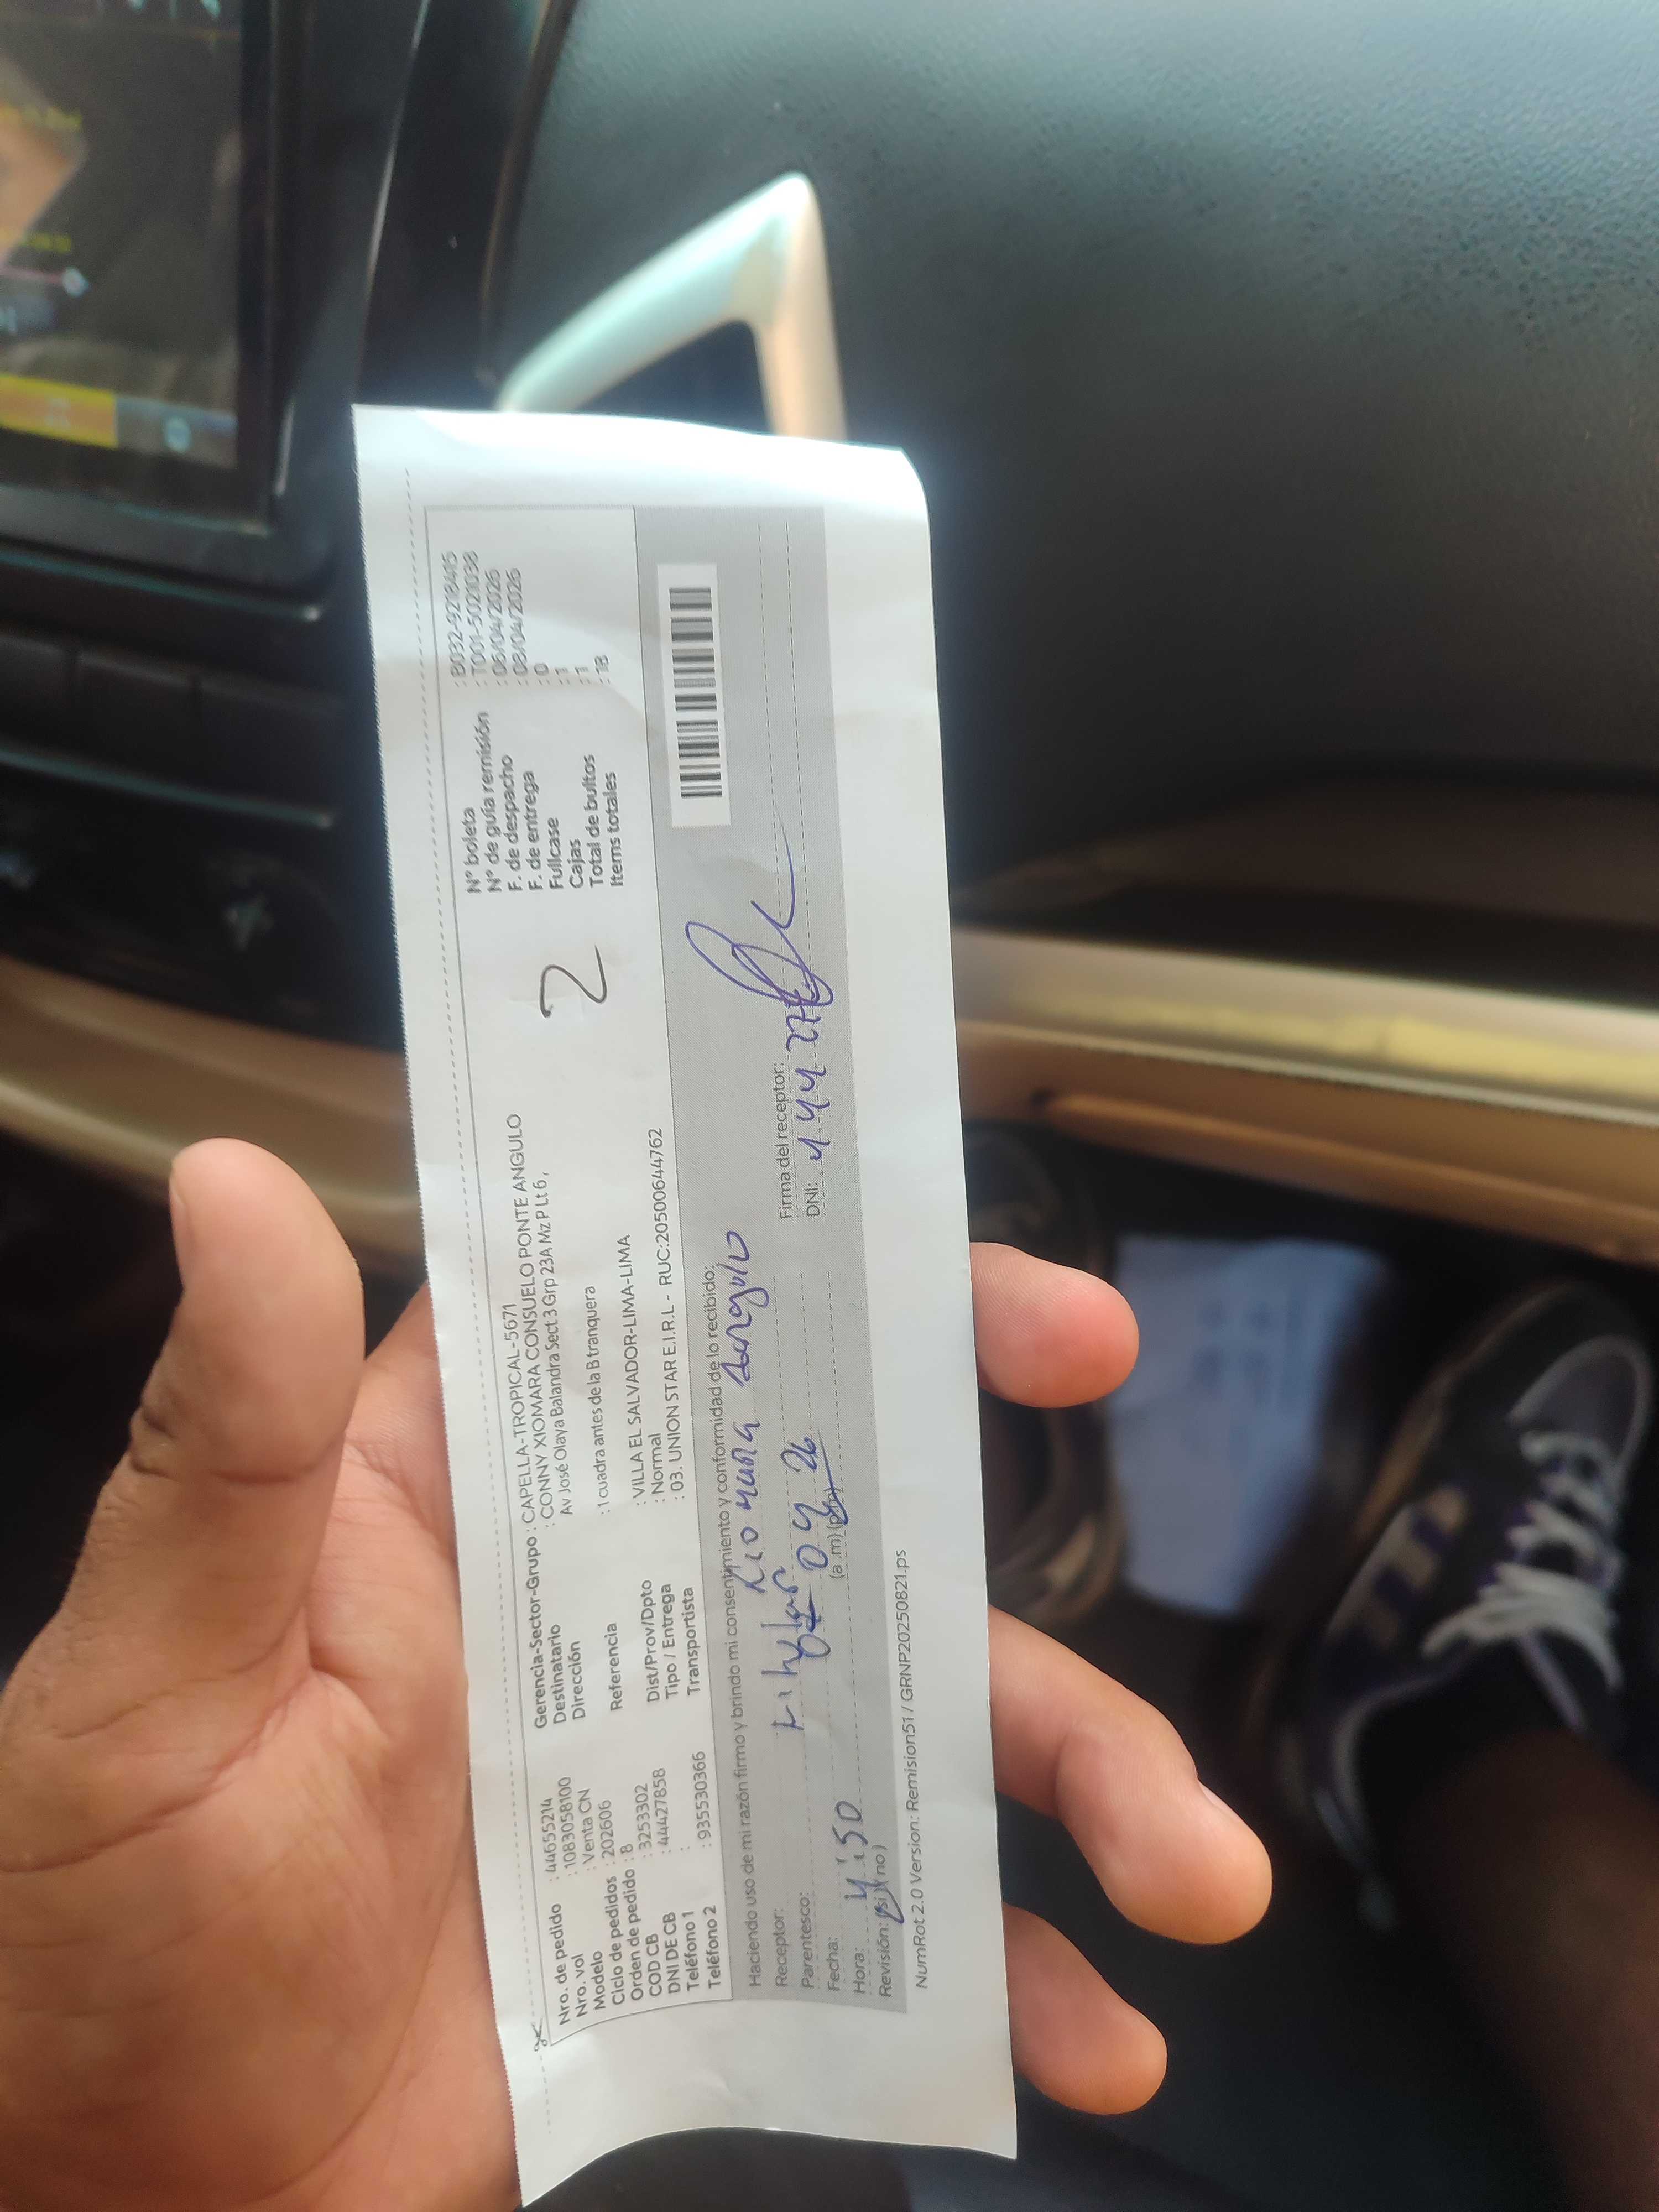 Nro. de pedido : 44655214
Nro. vol : 1083058100
Modelo : Venta CN
Ciclo de pedidos : 202606
Orden de pedido : 8
COD CB : 3253302
DNI DE CB : 44427858
Teléfono 1 :
Teléfono 2 : 935530366
Gerencia-Sector-Grupo : CAPELLA-TROPICAL-5671
Destinatario : CONNY XIOMARA CONSUELO PONTE ANGULO
Dirección Av José Olaya Balandra Sect 3 Grp 23A Mz P Lt 6,
Referencia : 1 cuadra antes de la B tranquera
Dist/Prov/Dpto : VILLA EL SALVADOR-LIMA-LIMA
Tipo / Entrega : Normal
Transportista : 03. UNION STAR E.I.R.L - RUC:20500644762
2
N° boleta : B032-9218415
N° de guía remisión : T001-5020038
F. de despacho : 06/04/2026
F. de entrega : 08/04/2026
Fullcase : 0
Cajas : 1
Total de bultos : 1
Items totales : 18
Haciendo uso de mi razón firmo y brindo mi consentimiento y conformidad de lo recibido:
Receptor: Angulo
Parentesco:
Fecha: 04 26
Hora: 4:50 (a.m) (pm)
Revisión: (si) (no)
Firma del receptor:
DNI: 444 27
NumRot 2.0 Version: Remision51 / GRNP20250821.ps